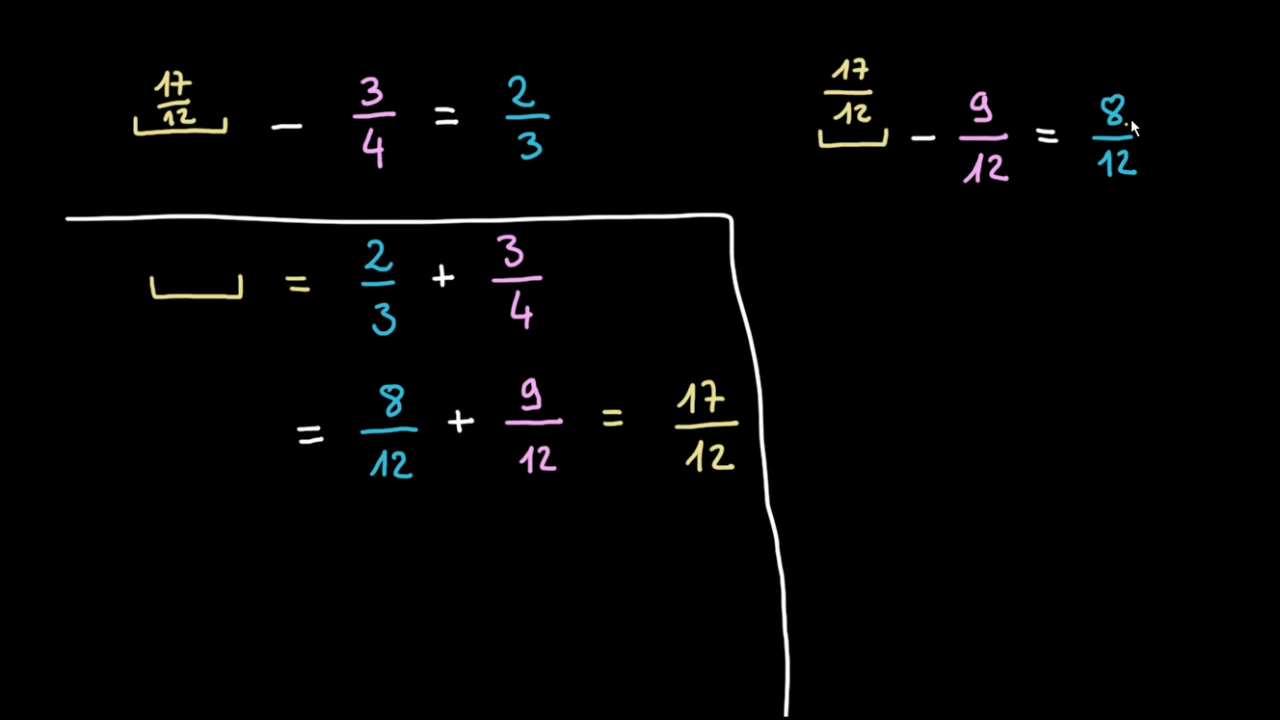 17/12 − 3/4 = 2/3
17/12 − 9/12 = 8/12
= 2/3 + 3/4
= 8/12 + 9/12 = 17/12